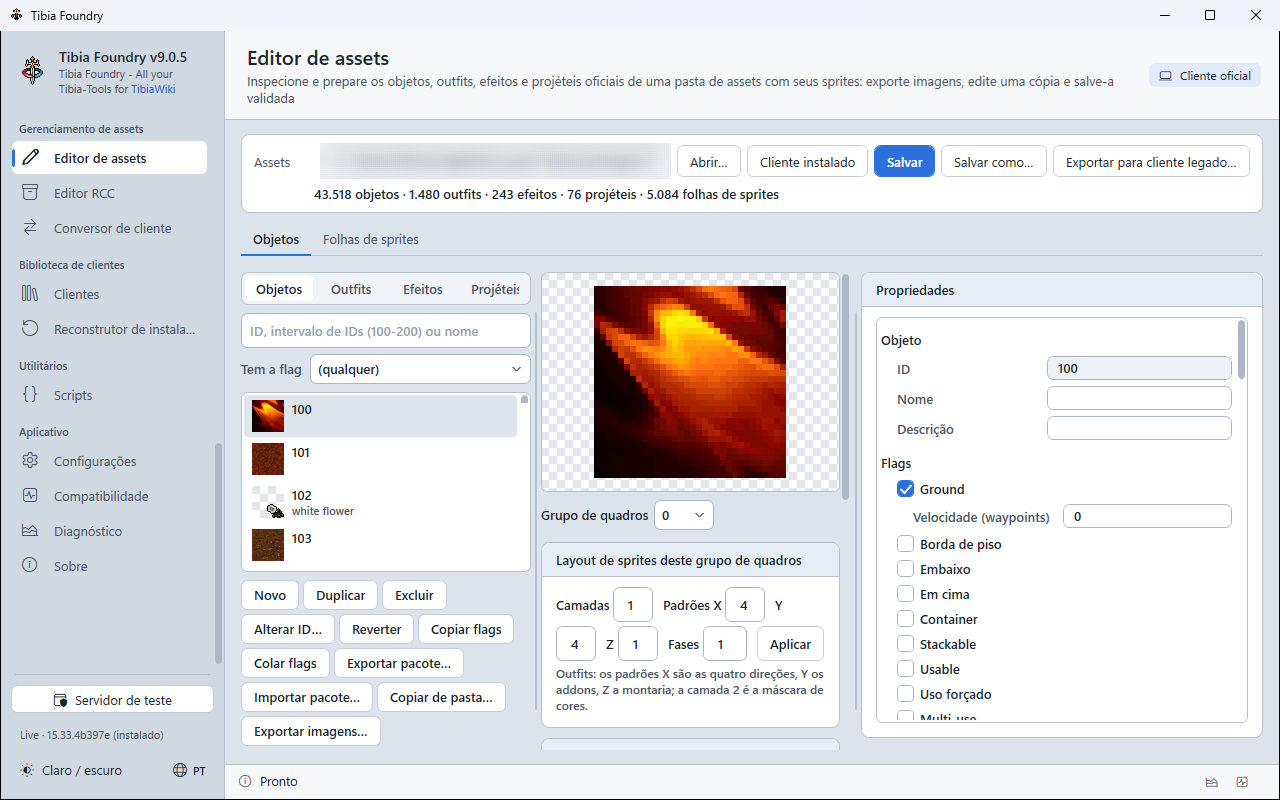 Tibia Foundry
Tibia Foundry v9.0.5
Tibia Foundry - All your
Tibia-Tools for TibiaWiki
Gerenciamento de assets
Editor de assets
Editor RCC
Conversor de cliente
Biblioteca de clientes
Clientes
Reconstrutor de instala...
Utilitários
Scripts
Aplicativo
Configurações
Compatibilidade
Diagnóstico
Sobre
Servidor de teste
Live · 15.33.4b397e (instalado)
Claro / escuro PT
Editor de assets
Inspecione e prepare os objetos, outfits, efeitos e projéteis oficiais de uma pasta de assets com seus sprites: exporte imagens, edite uma cópia e salve-a
validada
Cliente oficial
Assets Abrir... Cliente instalado Salvar Salvar como... Exportar para cliente legado...
43.518 objetos · 1.480 outfits · 243 efeitos · 76 projéteis · 5.084 folhas de sprites
Objetos Folhas de sprites
Objetos Outfits Efeitos Projéteis
ID, intervalo de IDs (100-200) ou nome
Tem a flag (qualquer)
100
101
102
white flower
103
Novo Duplicar Excluir
Alterar ID... Reverter Copiar flags
Colar flags Exportar pacote...
Importar pacote... Copiar de pasta...
Exportar imagens...
Grupo de quadros 0
Layout de sprites deste grupo de quadros
Camadas 1 Padrões X 4 Y
4 Z 1 Fases 1 Aplicar
Outfits: os padrões X são as quatro direções, Y os
addons, Z a montaria; a camada 2 é a máscara de
cores.
Propriedades
Objeto
ID 100
Nome
Descrição
Flags
Ground
Velocidade (waypoints) 0
Borda de piso
Embaixo
Em cima
Container
Stackable
Usable
Uso forçado
Multi-use
Pronto